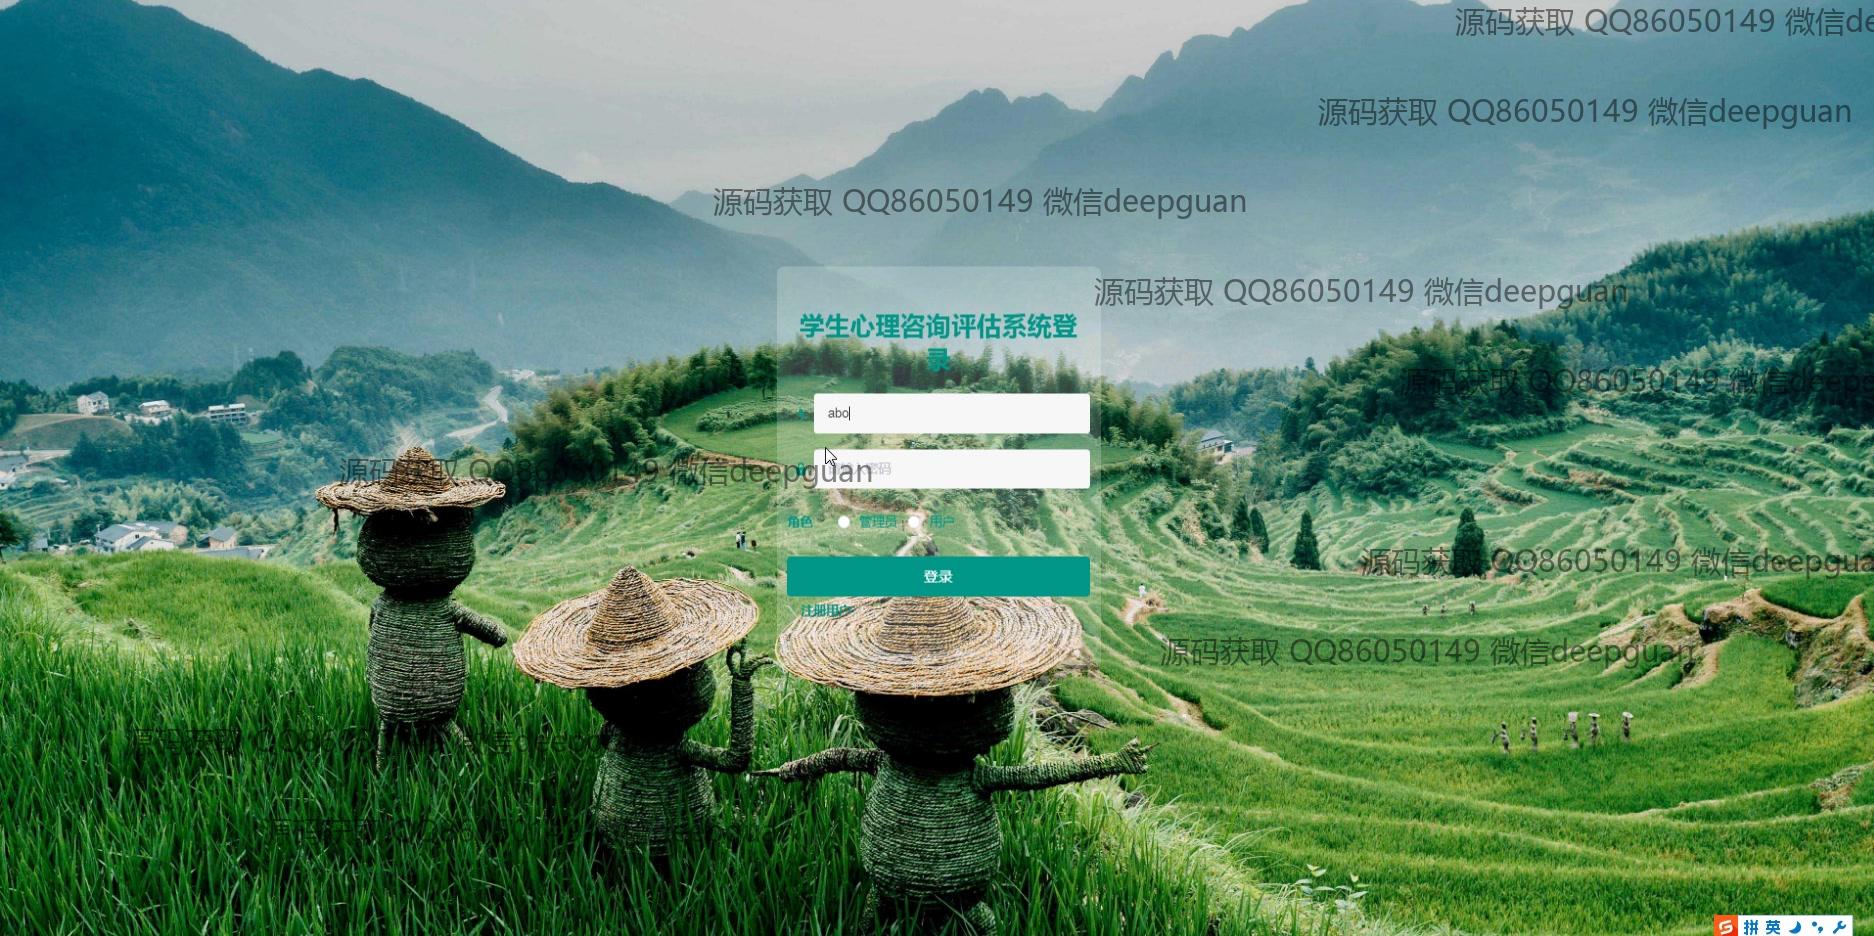 源码获取 QQ86050149 微信de
源码获取 QQ86050149 微信deepguan
源码获取 QQ86050149 微信deepguan
源码获取 QQ86050149 微信deepguan
学生心理咨询评估系统登
录
源码获取 QQ86050149 微信deep
abo
源码获取 QQ86050149 微信deepguan
密码
角色 管理员 用户
源码获取 QQ86050149 微信deepgua
登录
注册用户
源码获取 QQ86050149 微信deepguan
拼 英